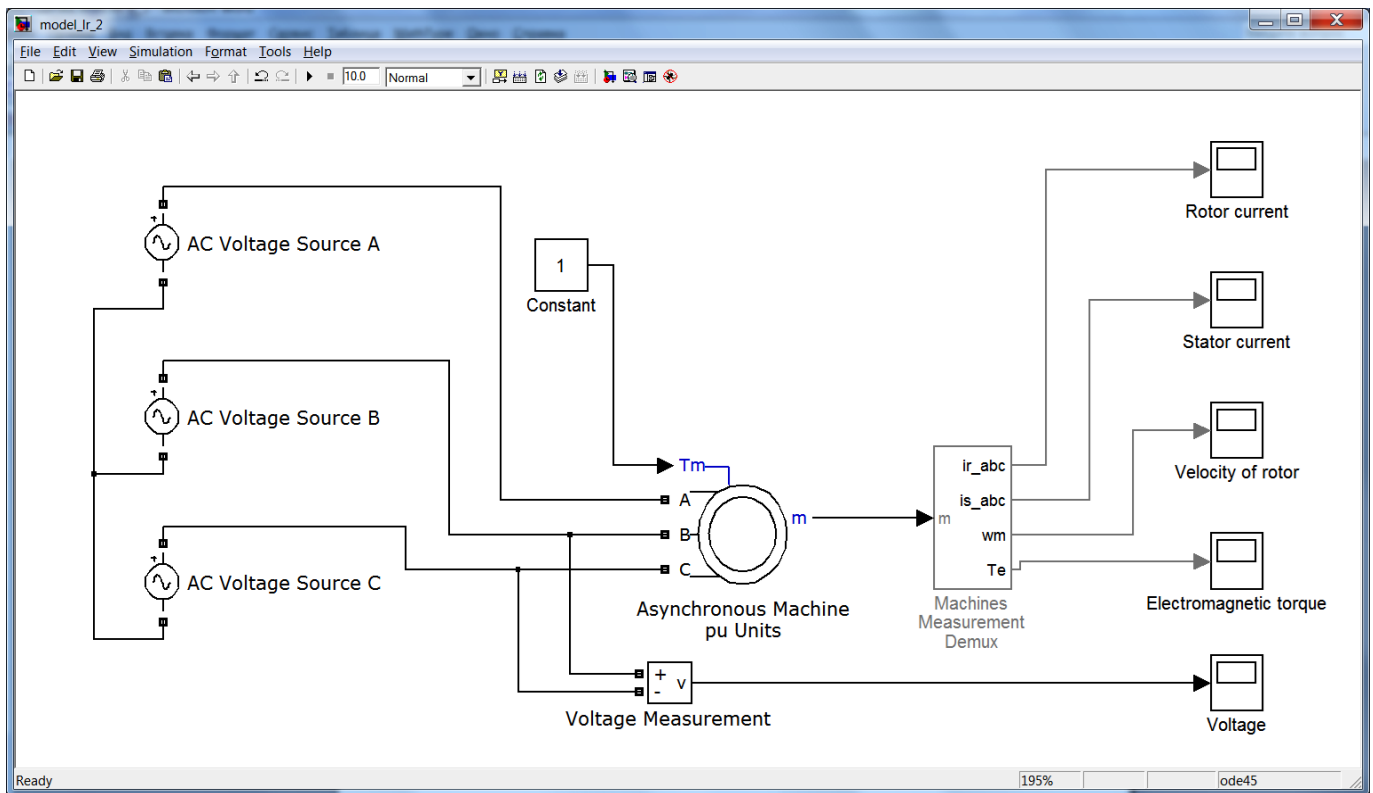 model_lr_2
File Edit View Simulation Format Tools Help
10.0 Normal
Rotor current
AC Voltage Source A
1
Constant
Stator current
AC Voltage Source B
Velocity of rotor
Tm
A
B
C
m
m
ir_abc
is_abc
wm
Te
AC Voltage Source C
Asynchronous Machine
pu Units
Machines
Measurement
Demux
Electromagnetic torque
+
-
v
Voltage Measurement
Voltage
Ready 195% ode45